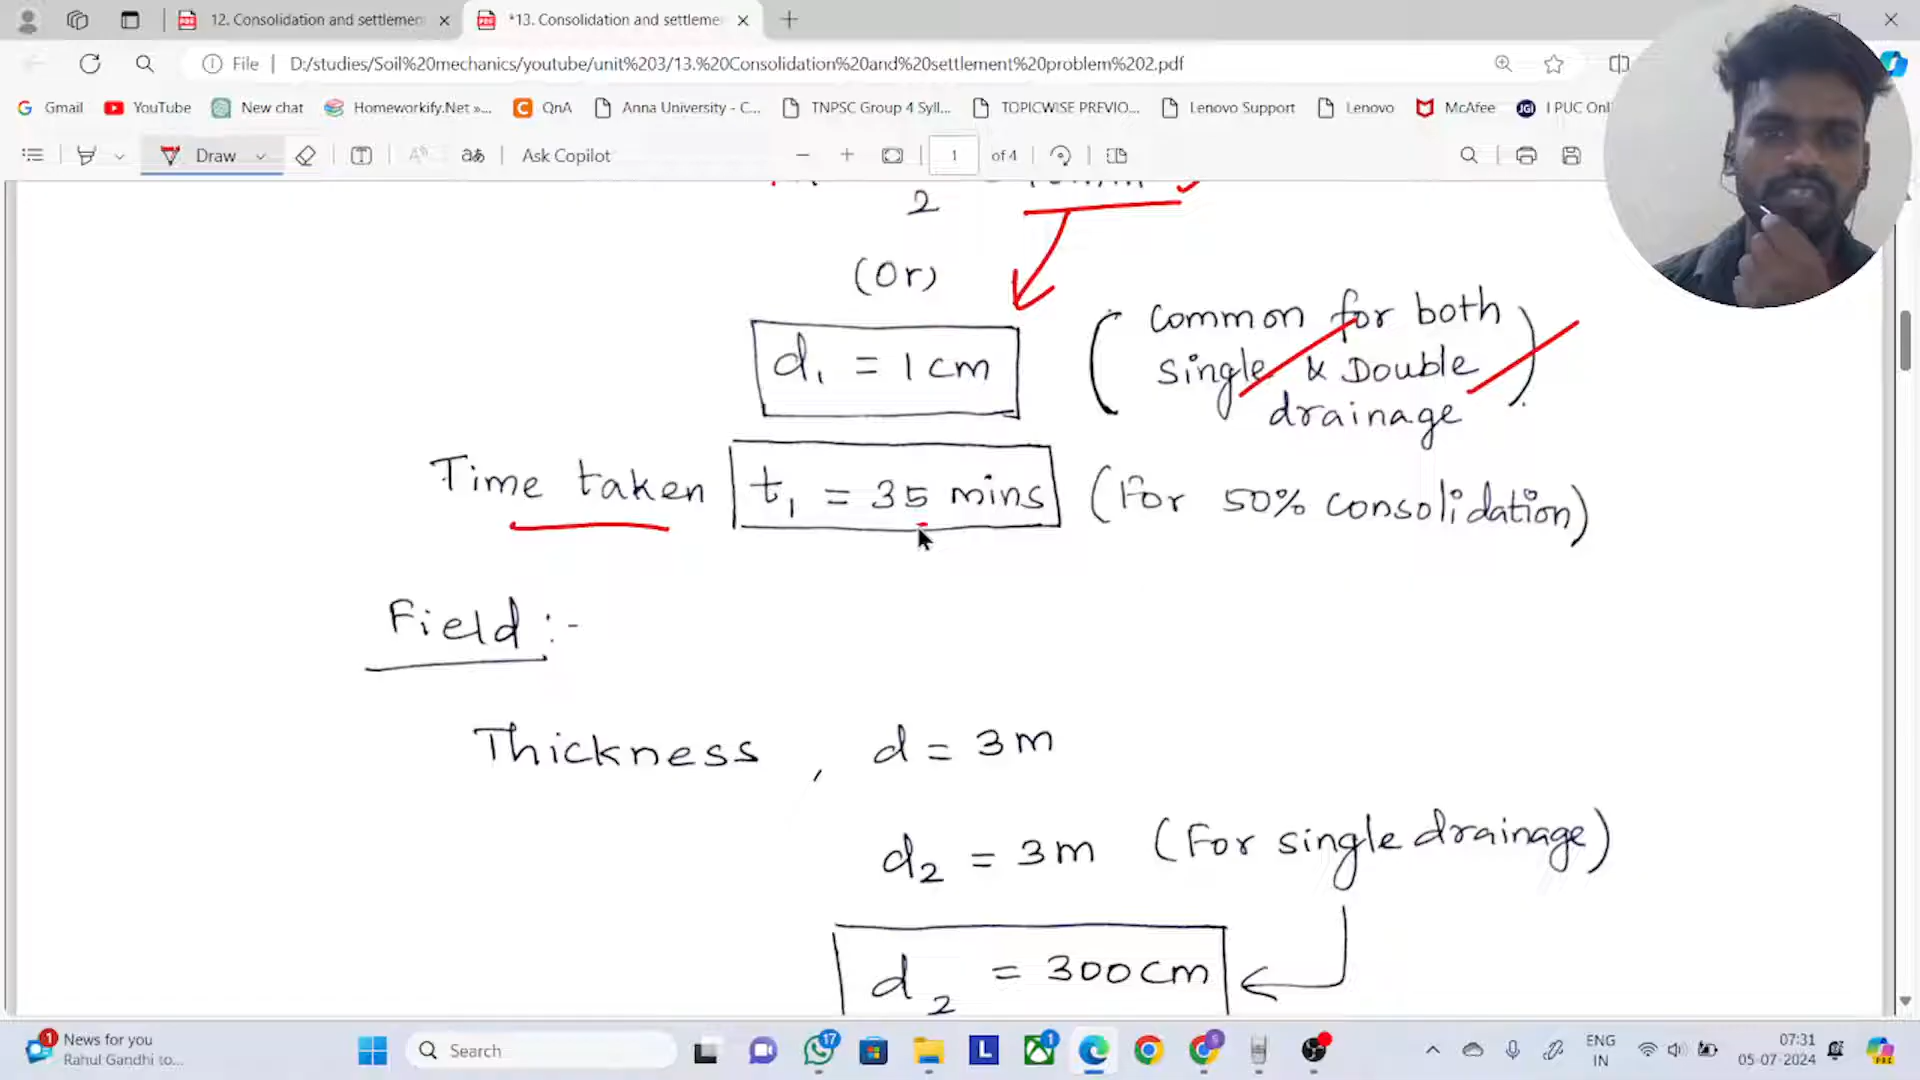 12. Consolidation and settlemen
*13. Consolidation and settleme
File
D:/studies/Soil%20mechanics/youtube/unit%203/13.%20Consolidation%20and%20settlement%20problem%202.pdf
Gmail
YouTube
New chat
Homeworkify.Net »...
QnA
Anna University - C...
TNPSC Group 4 Syll...
TOPICWISE PREVIO...
Lenovo Support
Lenovo
McAfee
I PUC Onl
Draw
Ask Copilot
1 of 4
2
(Or)
d₁ = 1 cm (Common for both
single & Double
drainage)
Time taken t₁ = 35 mins (For 50% consolidation)
Field :-
Thickness , d = 3m
d₂ = 3m (For single drainage)
d₂ = 300cm
News for you
Rahul Gandhi to...
Search
17
1
ENG
IN
07:31
05-07-2024